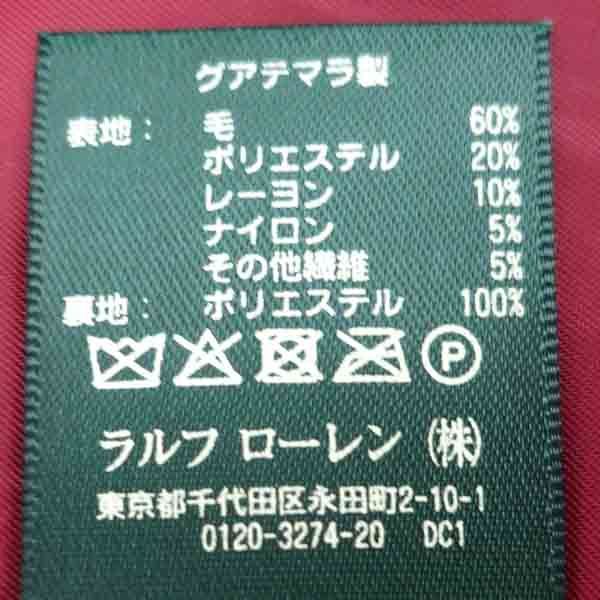 グアテマラ製
表地： 毛 60%
ポリエステル 20%
レーヨン 10%
ナイロン 5%
その他繊維 5%
裏地： ポリエステル 100%
P
ラルフ ローレン (株)
東京都千代田区永田町2-10-1
0120-3274-20 DC1